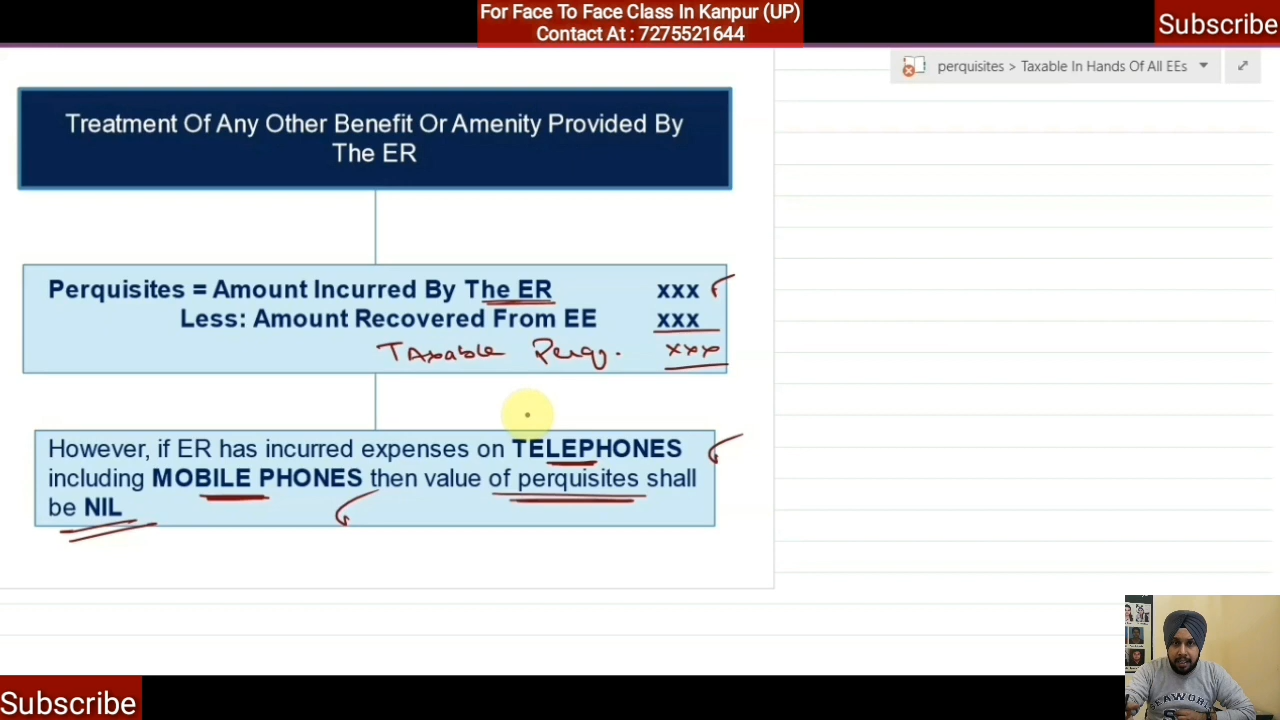 For Face To Face Class In Kanpur (UP)
Contact At : 7275521644
Subscribe
perquisites > Taxable In Hands Of All EEs
Treatment Of Any Other Benefit Or Amenity Provided By
The ER
Perquisites = Amount Incurred By The ER xxx
Less: Amount Recovered From EE xxx
Taxable Perq. xxx
However, if ER has incurred expenses on TELEPHONES
including MOBILE PHONES then value of perquisites shall
be NIL
Subscribe